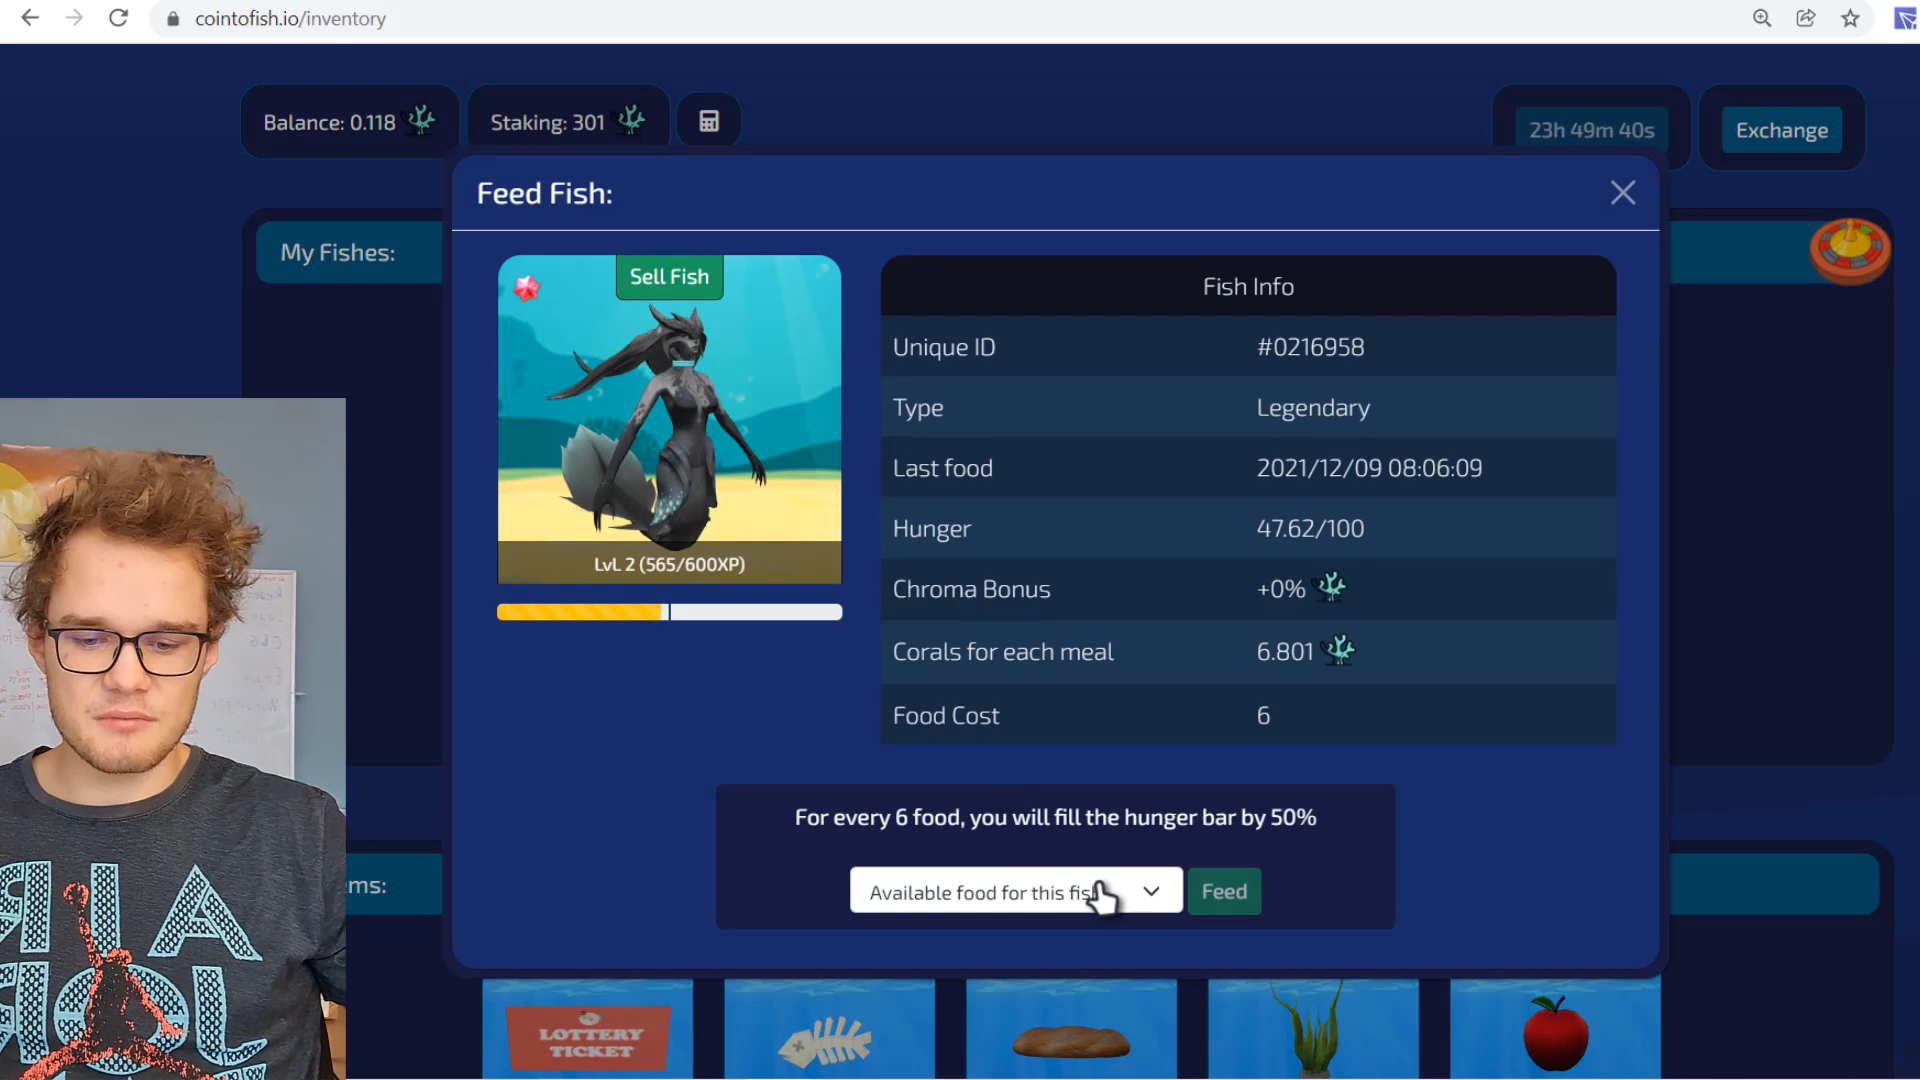 cointofish.io/inventory
Balance: 0.118
Staking: 301
23h 49m 40s
Exchange
Feed Fish:
My Fishes:
Sell Fish
LvL 2 (565/600XP)
Fish Info
Unique ID #0216958
Type Legendary
Last food 2021/12/09 08:06:09
Hunger 47.62/100
Chroma Bonus +0%
Corals for each meal 6.801
Food Cost 6
For every 6 food, you will fill the hunger bar by 50%
Available food for this
Feed
ms:
LOTTERY
TICKET
AIR
JOR